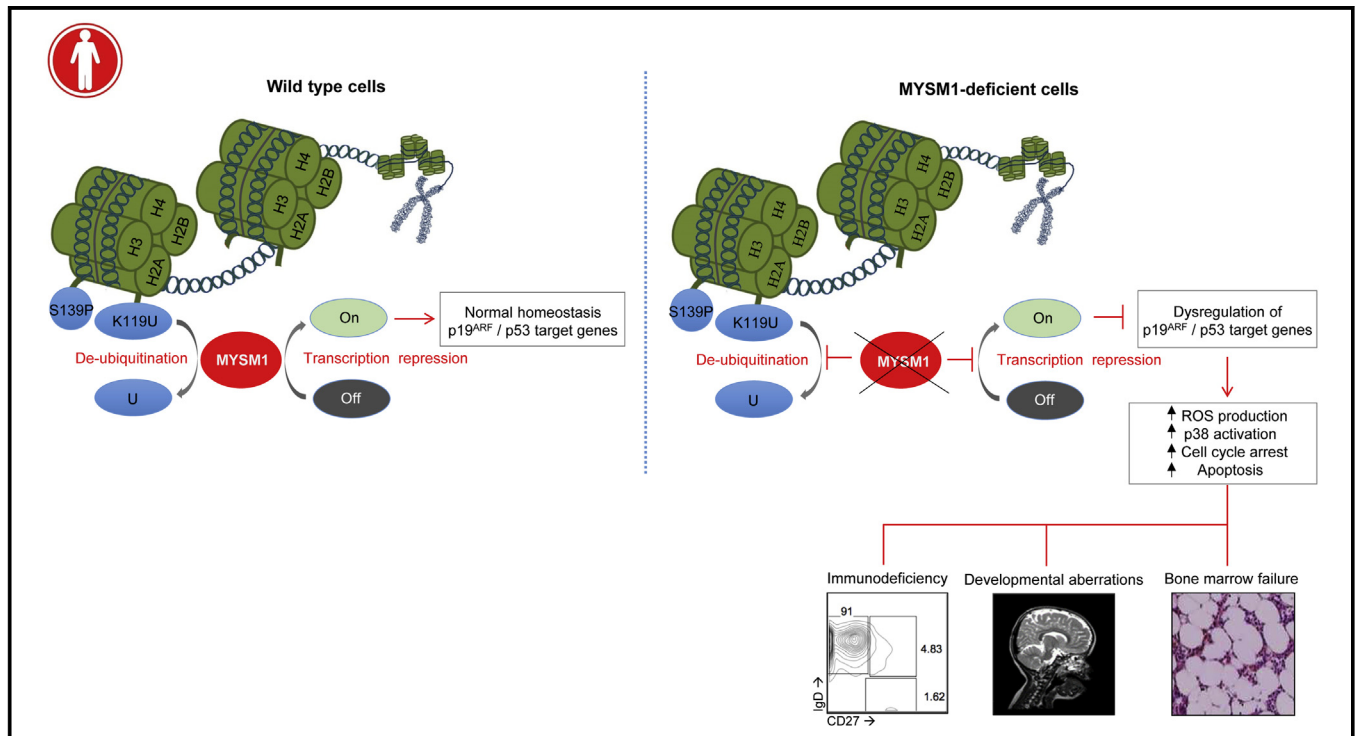 Wild type cells
H4
H2B
H3
H2A
H4
H2B
H3
H2A
S139P
K119U
De-ubiquitination
MYSM1
U
On
Transcription repression
Off
Normal homeostasis
p19ARF / p53 target genes
MYSM1-deficient cells
H4
H2B
H3
H2A
H4
H2B
H3
H2A
S139P
K119U
De-ubiquitination
MYSM1
U
On
Transcription repression
Off
Dysregulation of
p19ARF / p53 target genes
ROS production
p38 activation
Cell cycle arrest
Apoptosis
Immunodeficiency
91
4.83
1.62
IgD →
CD27 →
Developmental aberrations
Bone marrow failure